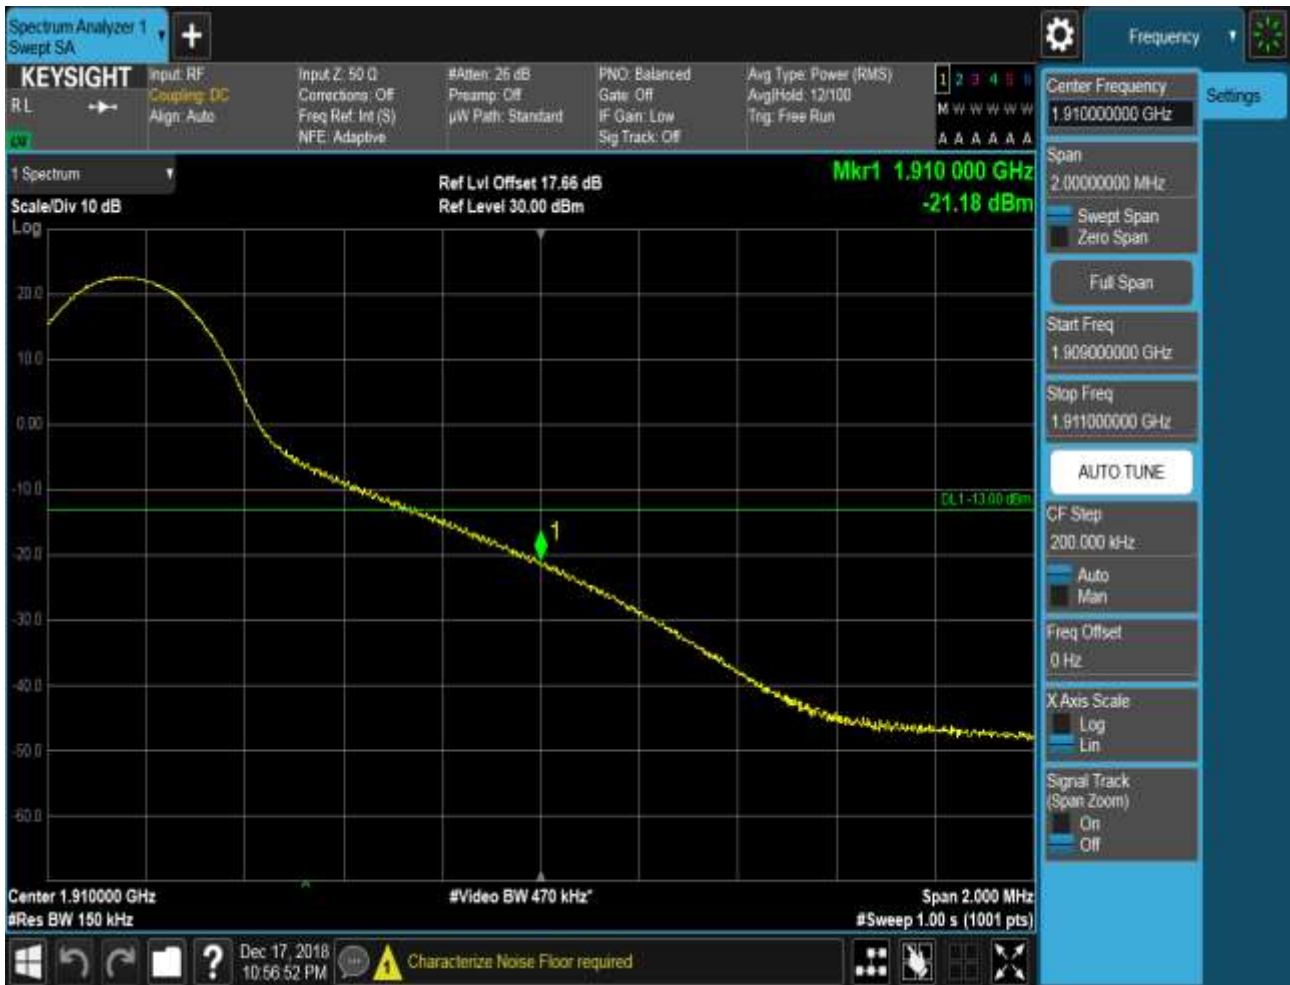 Spectrum Analyzer 1
Swept SA
+
Frequency
KEYSIGHT
R L
Input: RF
Coupling: DC
Align: Auto
Input Z: 50 Ω
Corrections: Off
Freq Ref: Int (S)
NFE: Adaptive
#Atten: 26 dB
Preamp: Off
µW Path: Standard
PNO: Balanced
Gate: Off
IF Gain: Low
Sig Track: Off
Avg Type: Power (RMS)
Avg|Hold: 12/100
Trig: Free Run
1 2 3 4 5 6
M W W W W W
A A A A A A
1 Spectrum
Scale/Div 10 dB
Log
Ref Lvl Offset 17.66 dB
Ref Level 30.00 dBm
Mkr1 1.910 000 GHz
-21.18 dBm
20.0
10.0
0.00
-10.0
-20.0
-30.0
-40.0
-50.0
-60.0
DL1 -13.00 dBm
1
Center 1.910000 GHz
#Res BW 150 kHz
#Video BW 470 kHz*
Span 2.000 MHz
#Sweep 1.00 s (1001 pts)
Center Frequency
1.910000000 GHz
Settings
Span
2.00000000 MHz
Swept Span
Zero Span
Full Span
Start Freq
1.909000000 GHz
Stop Freq
1.911000000 GHz
AUTO TUNE
CF Step
200.000 kHz
Auto
Man
Freq Offset
0 Hz
X Axis Scale
Log
Lin
Signal Track
(Span Zoom)
On
Off
?
Dec 17, 2018
10:56:52 PM
1
Characterize Noise Floor required